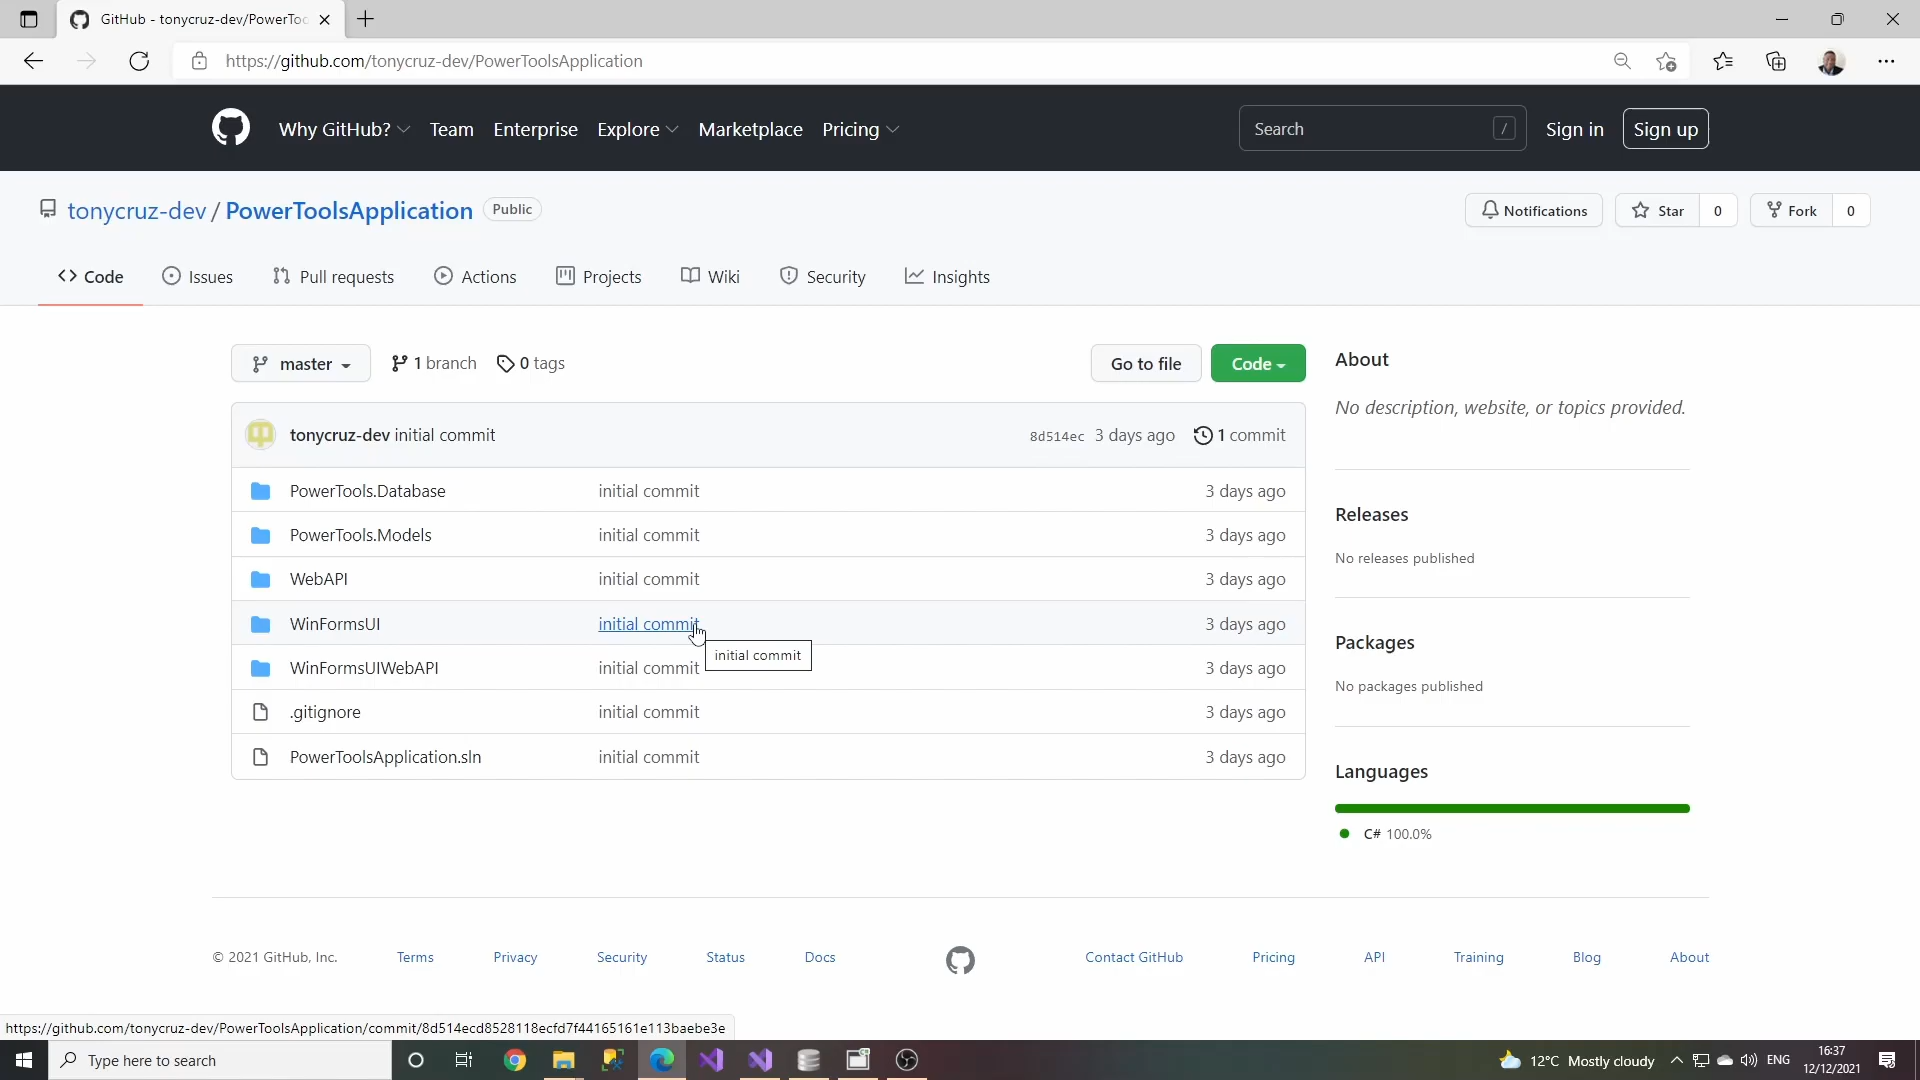 GitHub - tonycruz-dev/PowerToo
https://github.com/tonycruz-dev/PowerToolsApplication
Why GitHub? Team Enterprise Explore Marketplace Pricing Search / Sign in Sign up
tonycruz-dev / PowerToolsApplication Public Notifications Star 0 Fork 0
Code Issues Pull requests Actions Projects Wiki Security Insights
master 1 branch 0 tags Go to file Code
tonycruz-dev initial commit 8d514ec 3 days ago 1 commit
PowerTools.Database initial commit 3 days ago
PowerTools.Models initial commit 3 days ago
WebAPI initial commit 3 days ago
WinFormsUI initial commit 3 days ago
initial commit
WinFormsUIWebAPI initial commit 3 days ago
.gitignore initial commit 3 days ago
PowerToolsApplication.sln initial commit 3 days ago
About
No description, website, or topics provided.
Releases
No releases published
Packages
No packages published
Languages
C# 100.0%
© 2021 GitHub, Inc. Terms Privacy Security Status Docs Contact GitHub Pricing API Training Blog About
https://github.com/tonycruz-dev/PowerToolsApplication/commit/8d514ecd8528118ecfd7f44165161e113baebe3e
Type here to search 12°C Mostly cloudy ENG 16:37
12/12/2021